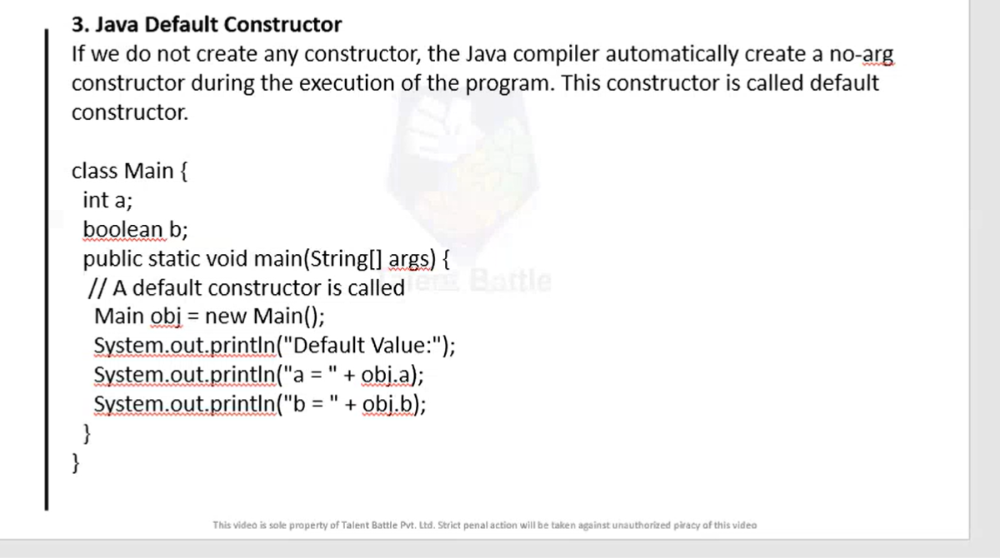 3. Java Default Constructor
If we do not create any constructor, the Java compiler automatically create a no-arg
constructor during the execution of the program. This constructor is called default
constructor.
class Main {
int a;
boolean b;
public static void main(String[] args) {
// A default constructor is called
Main obj = new Main();
System.out.println("Default Value:");
System.out.println("a = " + obj.a);
System.out.println("b = " + obj.b);
}
}
Talent Battle
This video is sole property of Talent Battle Pvt. Ltd. Strict penal action will be taken against unauthorized piracy of this video